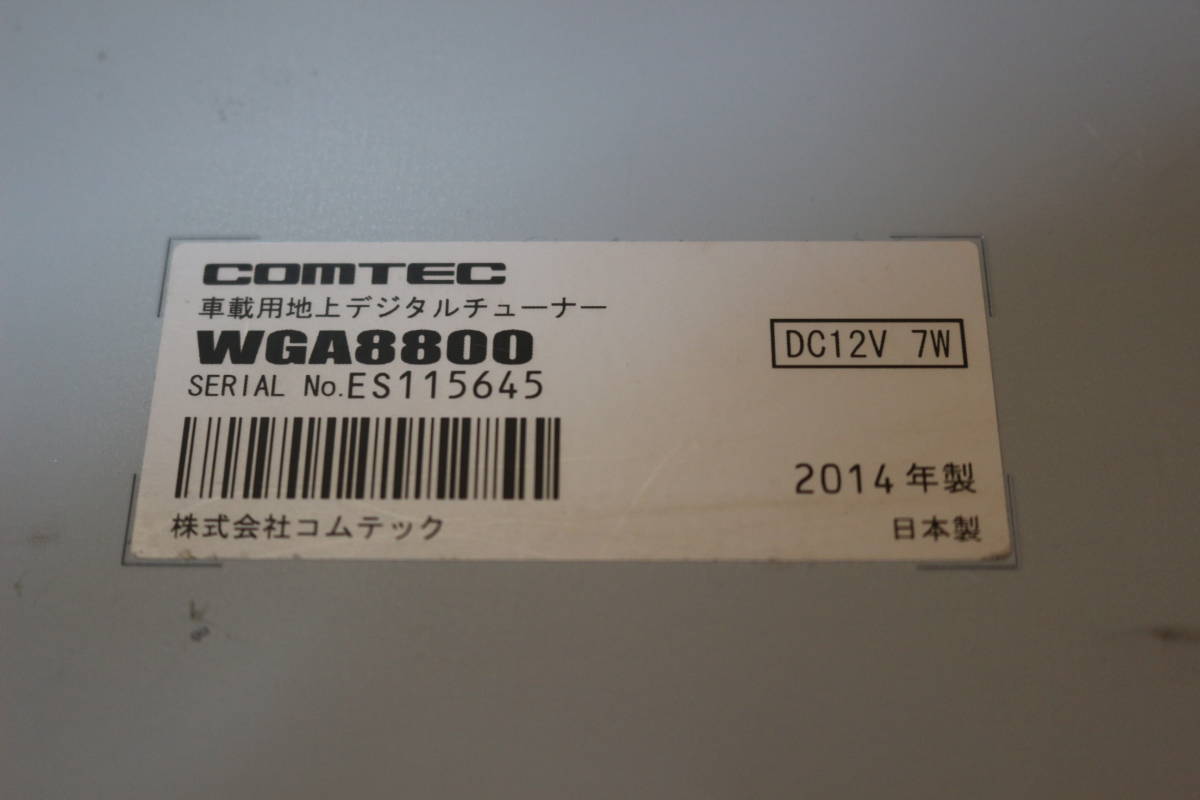 COMTEC
車載用地上デジタルチューナー
WGA8800
DC12V 7W
SERIAL No.ES115645
2014年製
株式会社コムテック
日本製